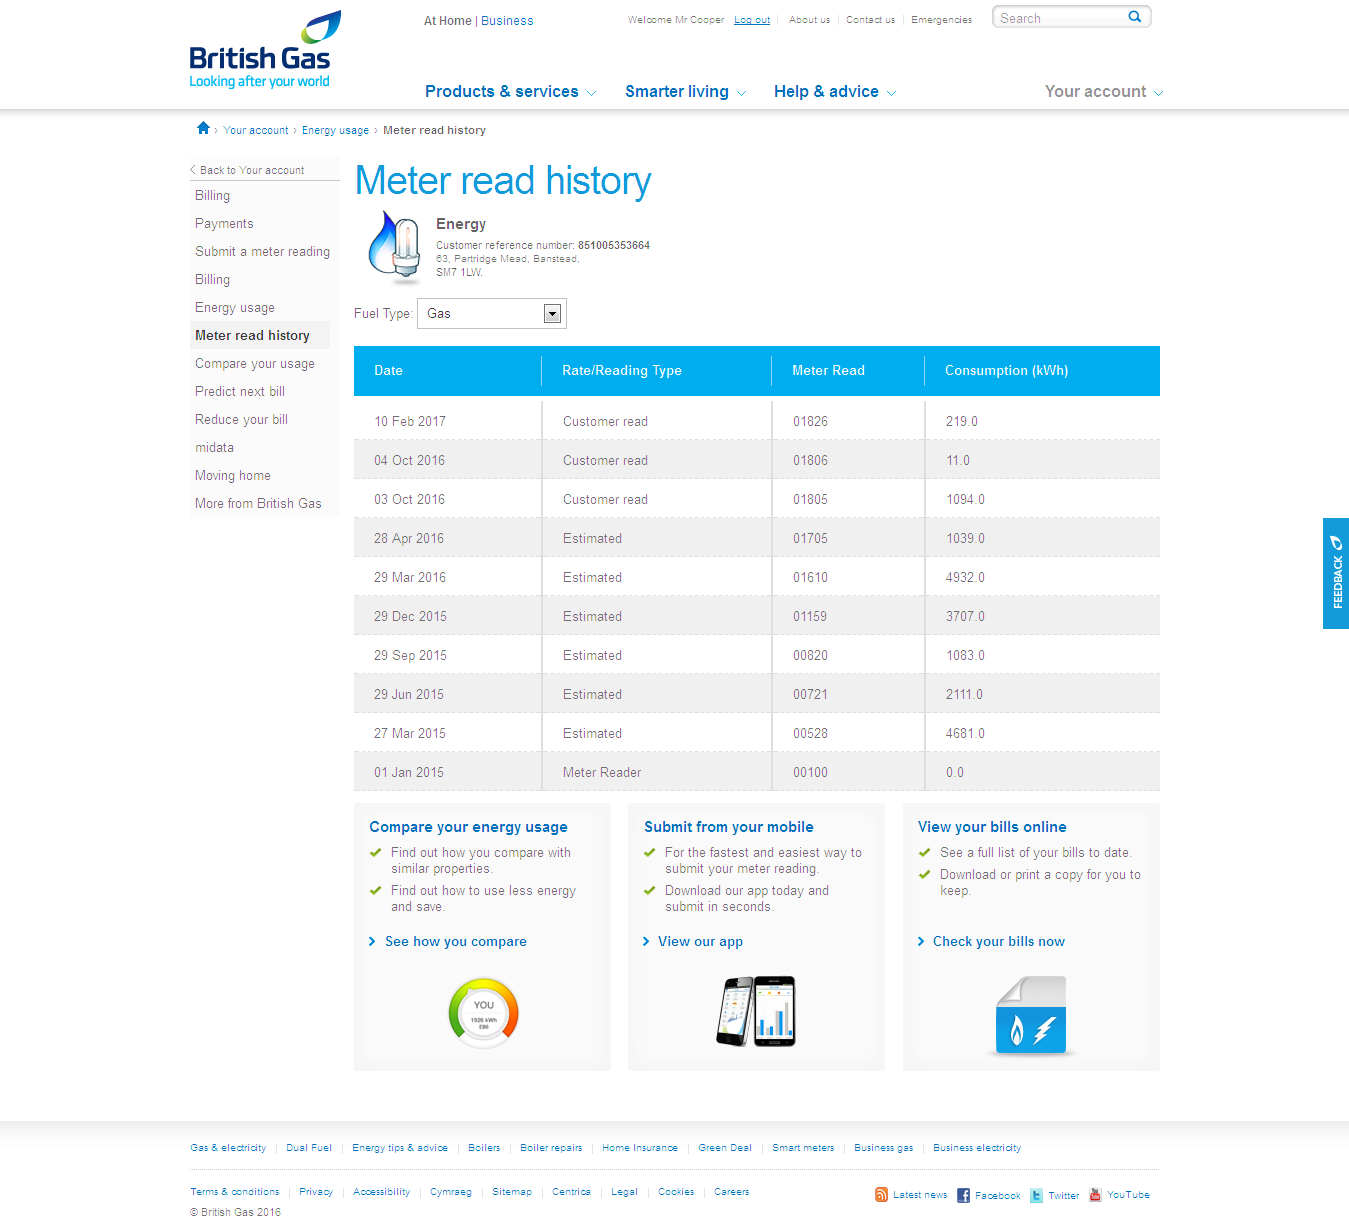 British Gas
Looking after your world
At Home | Business
Welcome Mr Cooper Log out About us Contact us Emergencies
Search
Products & services Smarter living Help & advice Your account
› Your account › Energy usage › Meter read history
Back to Your account
Billing
Payments
Submit a meter reading
Billing
Energy usage
Meter read history
Compare your usage
Predict next bill
Reduce your bill
midata
Moving home
More from British Gas
Meter read history
Energy
Customer reference number: 851005353664
63, Partridge Mead, Banstead,
SM7 1LW.
Fuel Type: Gas
Date Rate/Reading Type Meter Read Consumption (kWh)
10 Feb 2017 Customer read 01826 219.0
04 Oct 2016 Customer read 01806 11.0
03 Oct 2016 Customer read 01805 1094.0
28 Apr 2016 Estimated 01705 1039.0
29 Mar 2016 Estimated 01610 4932.0
29 Dec 2015 Estimated 01159 3707.0
29 Sep 2015 Estimated 00820 1083.0
29 Jun 2015 Estimated 00721 2111.0
27 Mar 2015 Estimated 00528 4681.0
01 Jan 2015 Meter Reader 00100 0.0
FEEDBACK
Compare your energy usage
Find out how you compare with
similar properties.
Find out how to use less energy
and save.
See how you compare
YOU
1926 kWh
£86
Submit from your mobile
For the fastest and easiest way to
submit your meter reading.
Download our app today and
submit in seconds.
View our app
View your bills online
See a full list of your bills to date.
Download or print a copy for you to
keep.
Check your bills now
Gas & electricity Dual Fuel Energy tips & advice Boilers Boiler repairs Home Insurance Green Deal Smart meters Business gas Business electricity
Terms & conditions Privacy Accessibility Cymraeg Sitemap Centrica Legal Cookies Careers
Latest news Facebook Twitter YouTube
© British Gas 2016